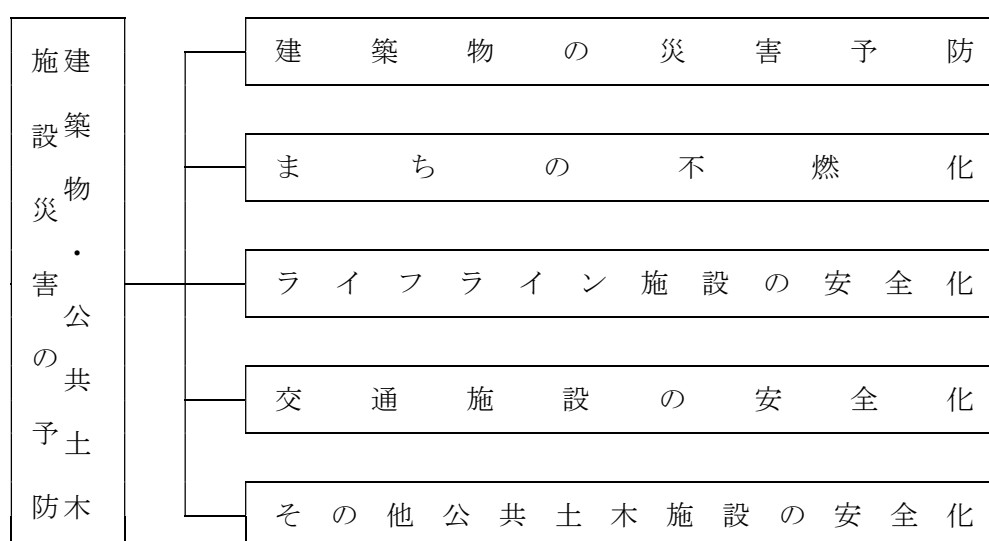 建築物・公共土木
施設災害の予防
建築物の災害予防
まちの不燃化
ライフライン施設の安全化
交通施設の安全化
その他公共土木施設の安全化